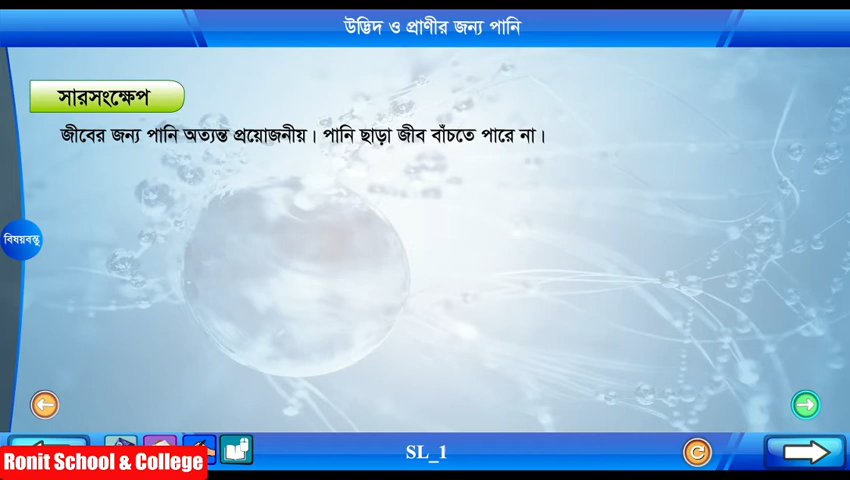 উদ্ভিদ ও প্রাণীর জন্য পানি
সারসংক্ষেপ
জীবের জন্য পানি অত্যন্ত প্রয়োজনীয়। পানি ছাড়া জীব বাঁচতে পারে না।
বিষয়বস্তু
SL_1
Ronit School & College